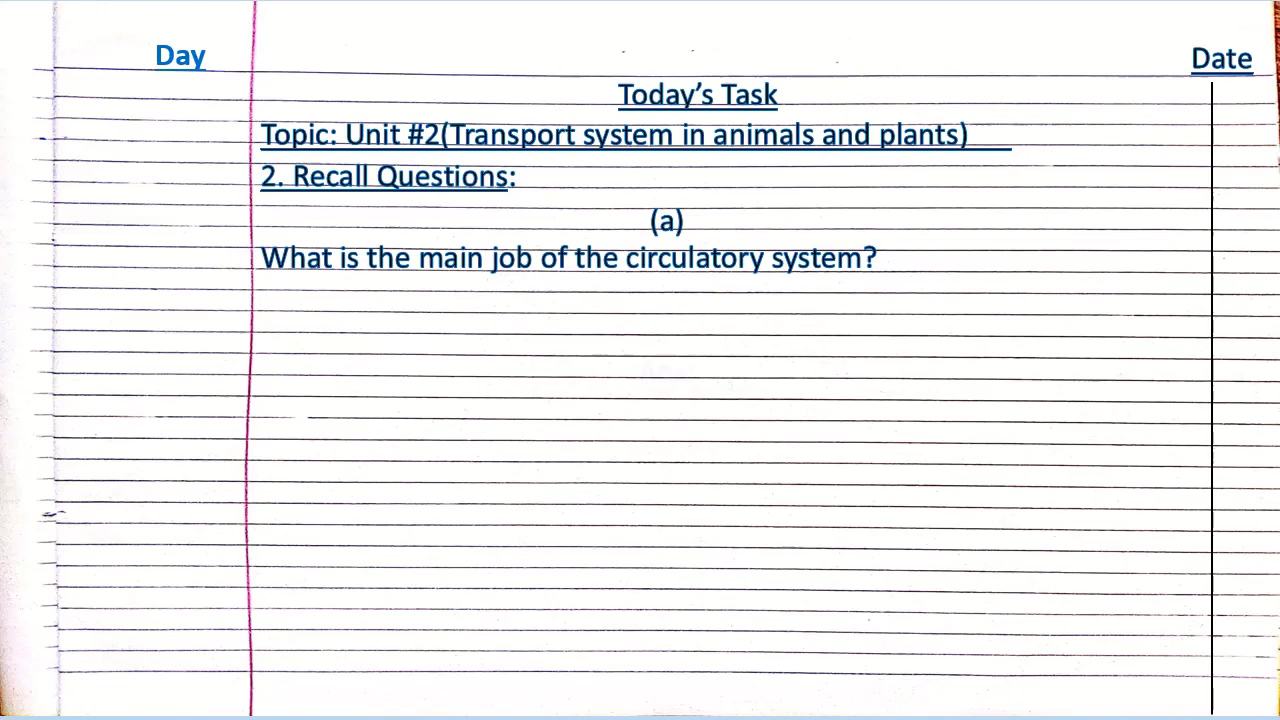 Day
Date
Today’s Task
Topic: Unit #2(Transport system in animals and plants)
2. Recall Questions:
(a)
What is the main job of the circulatory system?